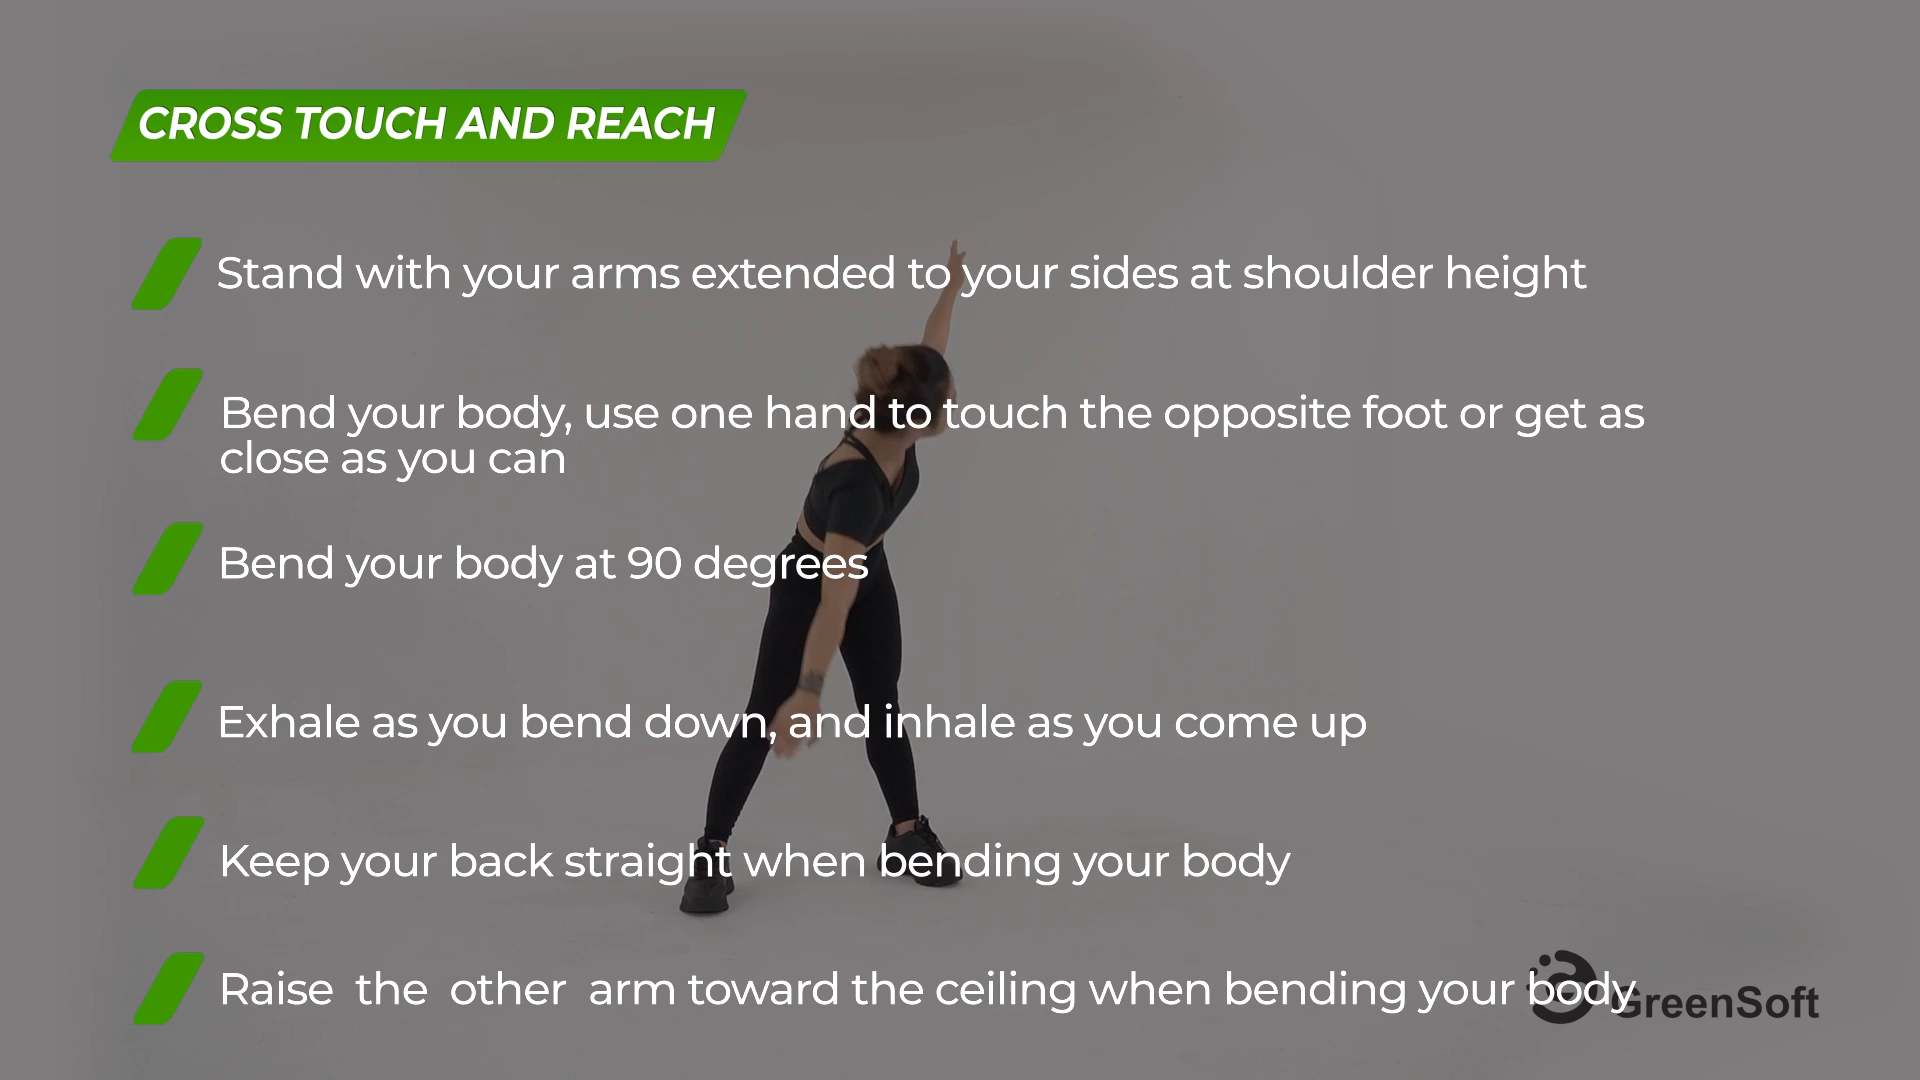 CROSS TOUCH AND REACH
Stand with your arms extended to your sides at shoulder height
Bend your body, use one hand to touch the opposite foot or get as
close as you can
Bend your body at 90 degrees
Exhale as you bend down, and inhale as you come up
Keep your back straight when bending your body
Raise the other arm toward the ceiling when bending your body
GreenSoft